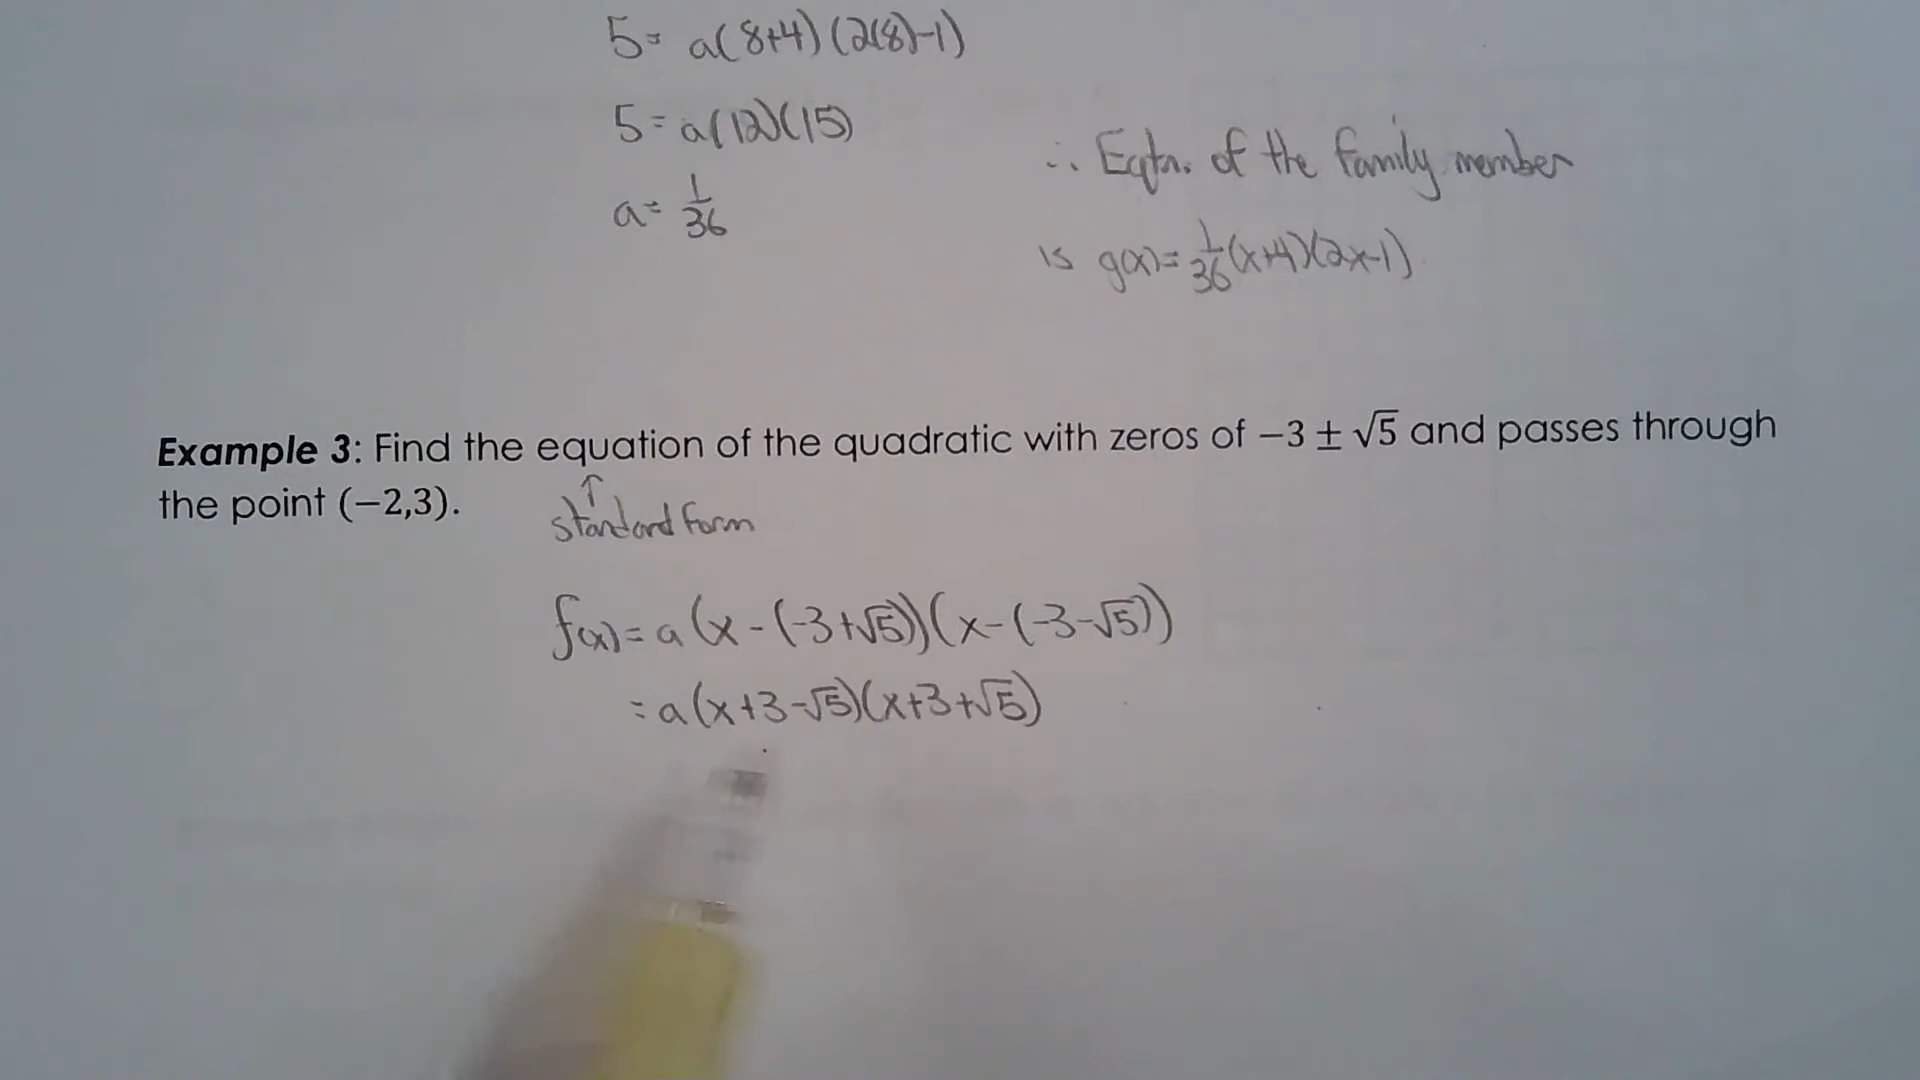 5 = a(8+4)(2(8)-1)
5 = a(12)(15)
a = 1/36
∴ Eqtn. of the family member
is g(x) = 1/36(x+4)(2x-1)
Example 3: Find the equation of the quadratic with zeros of −3 ± √5 and passes through
the point (−2,3).
↑
standard form
f(x) = a(x-(-3+√5))(x-(-3-√5))
= a(x+3-√5)(x+3+√5)